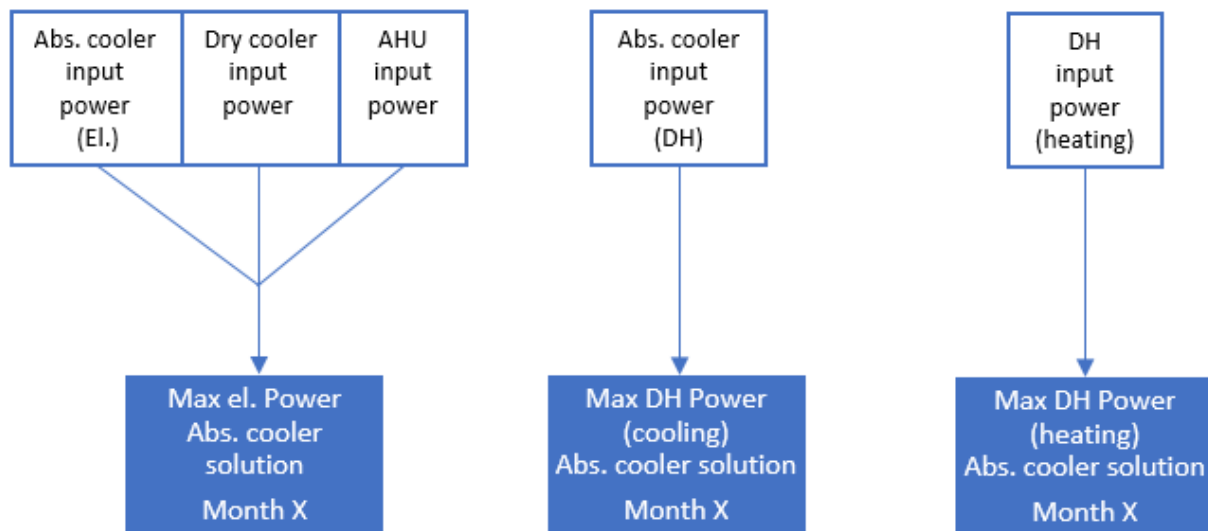 Abs. cooler
input
power
(El.)
Dry cooler
input
power
AHU
input
power
Abs. cooler
input
power
(DH)
DH
input
power
(heating)
Max el. Power
Abs. cooler
solution
Month X
Max DH Power
(cooling)
Abs. cooler solution
Month X
Max DH Power
(heating)
Abs. cooler solution
Month X